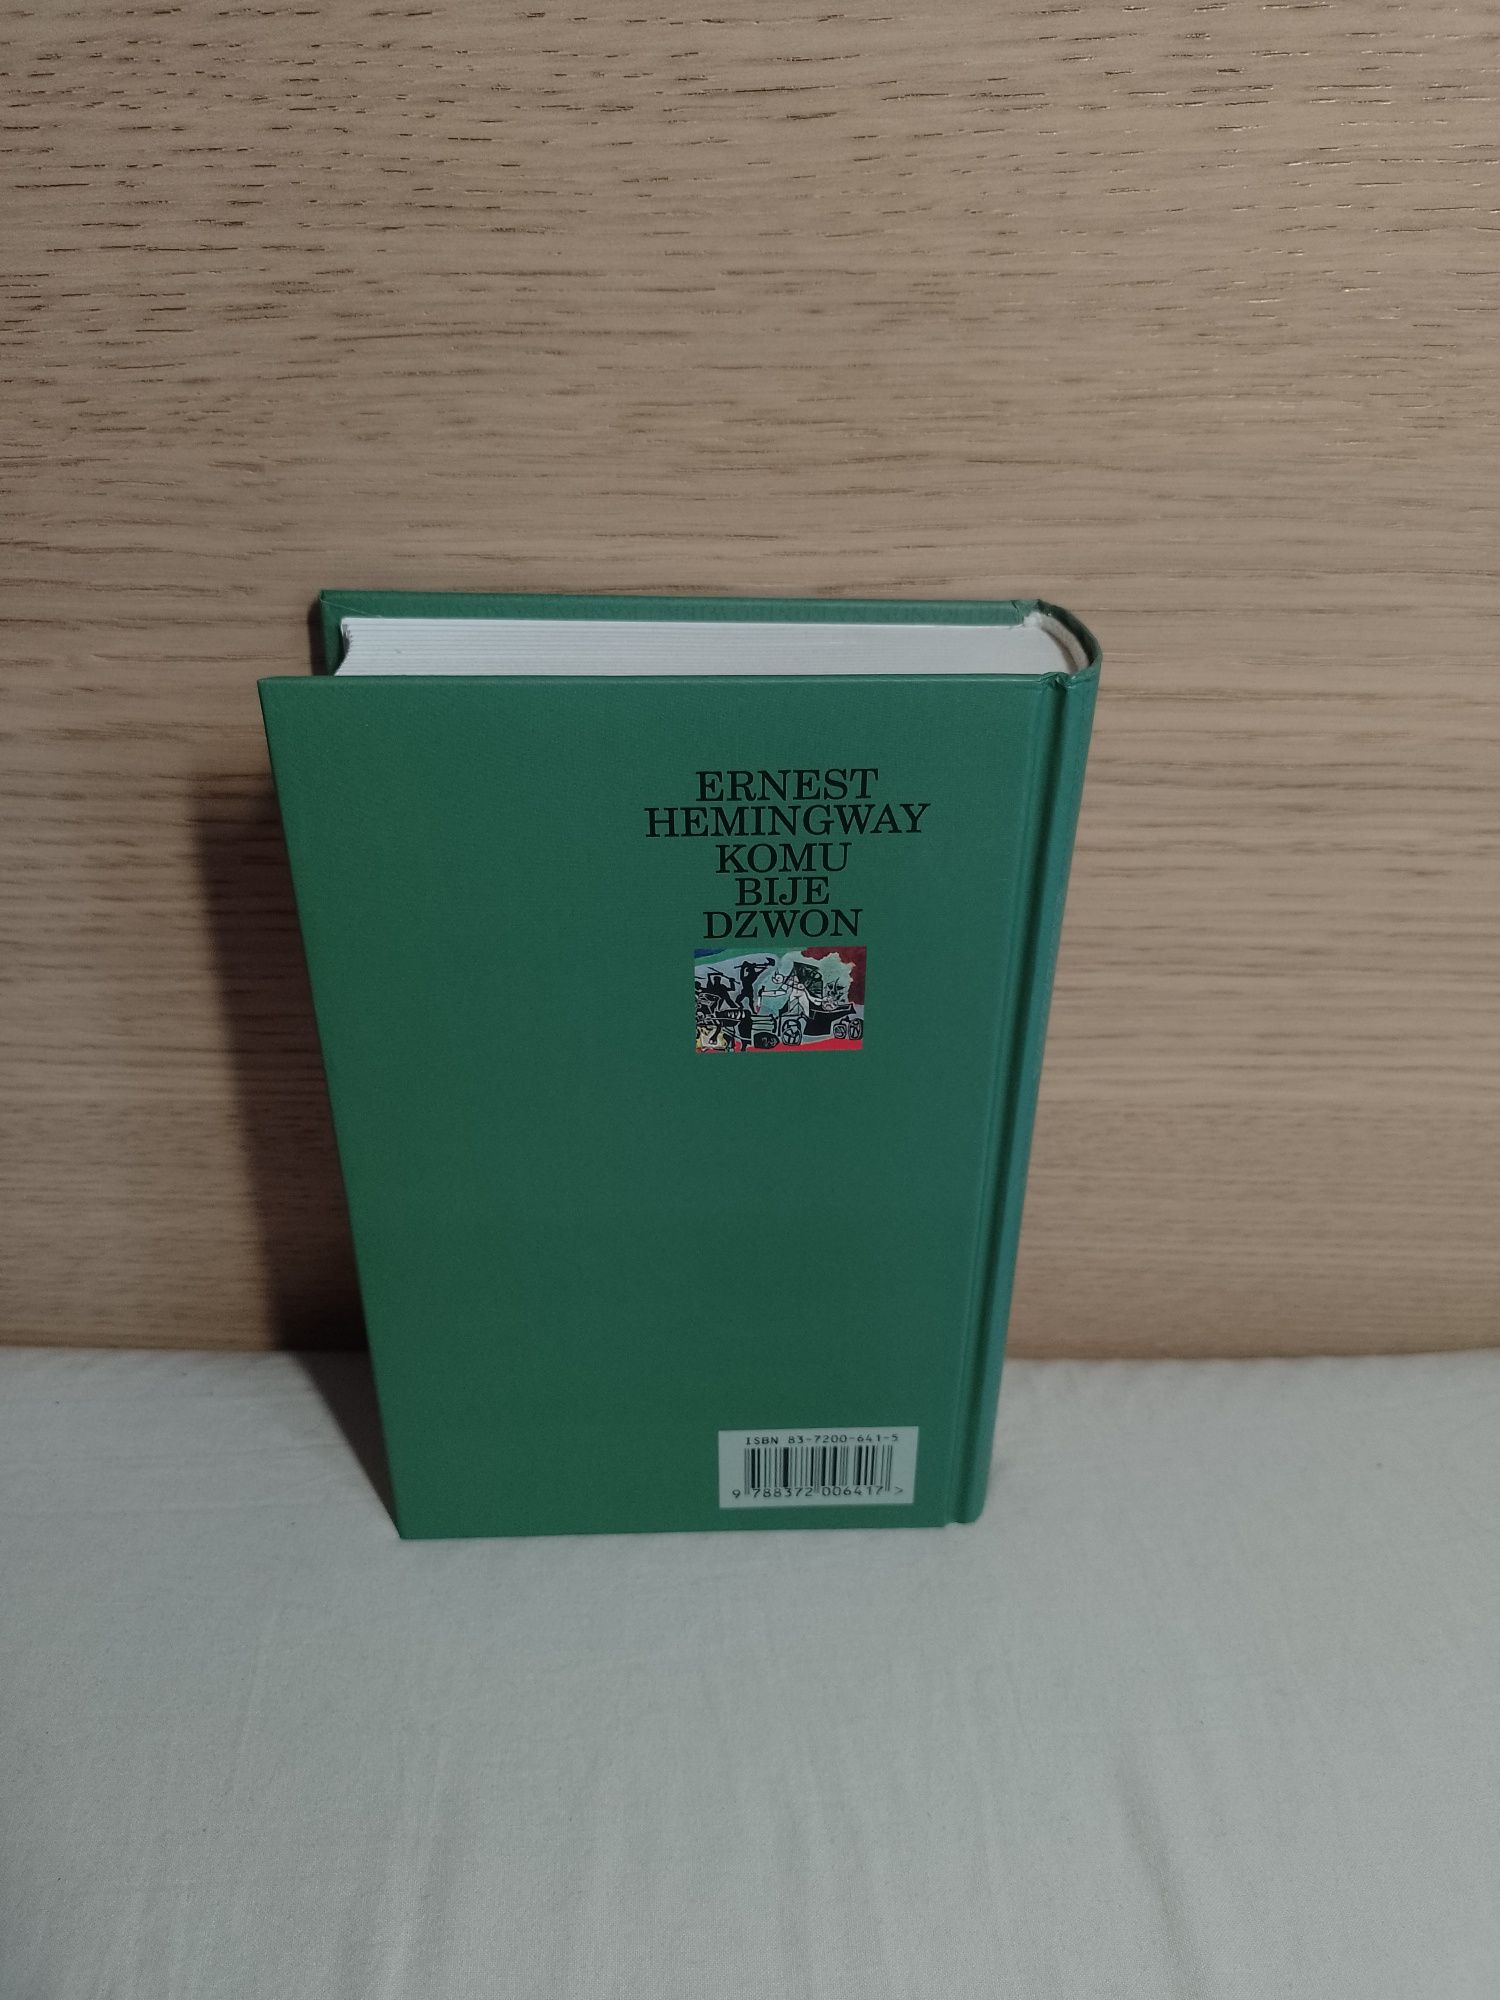 ERNEST
HEMINGWAY
KOMU
BIJE
DZWON
ISBN 83-7200-641-5
9 788372 006417 >